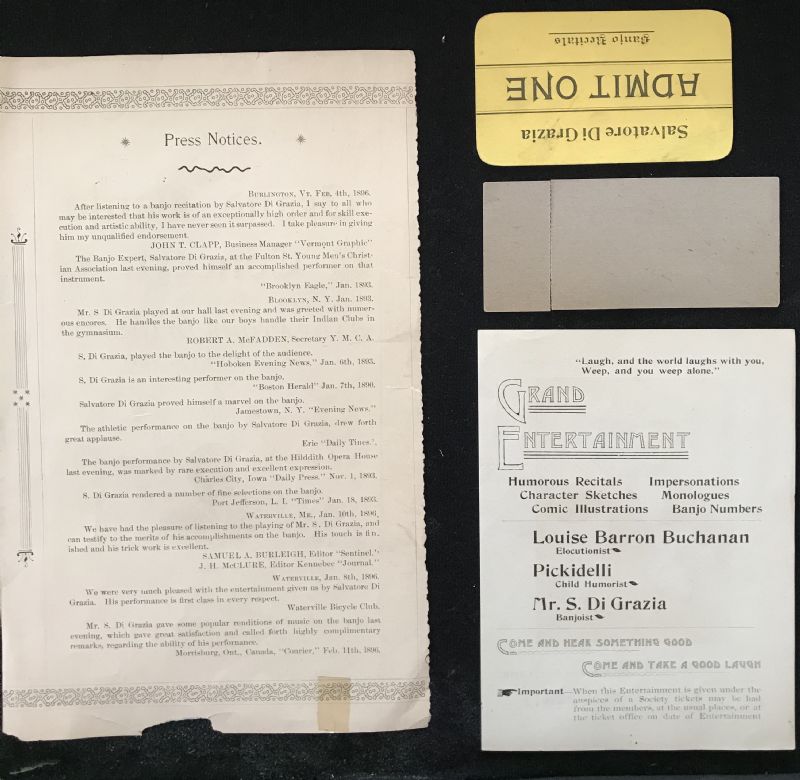 Press Notices.
BURLINGTON, VT. FEB. 4th, 1896.
After listening to a banjo recitation by Salvatore Di Grazia, I say to all who
may be interested that his work is of an exceptionally high order and for skill exe-
cution and artistic ability, I have never seen it surpassed. I take pleasure in giving
him my unqualified endorsement.
JOHN T. CLAPP, Business Manager "Vermont Graphic"
The Banjo Expert, Salvatore Di Grazia, at the Fulton St. Young Men's Christ-
ian Association last evening, proved himself an accomplished performer on that
instrument.
"Brooklyn Eagle," Jan. 1893.
BLOOKLYN, N. Y. Jan. 1893.
Mr. S Di Grazia played at our hall last evening and was greeted with numer-
ous encores. He handles the banjo like our boys handle their Indian Clubs in
the gymnasium.
ROBERT A. McFADDEN, Secretary Y. M. C. A.
S. Di Grazia, played the banjo to the delight of the audience.
"Hoboken Evening News," Jan. 6th, 1893.
S. Di Grazia is an interesting performer on the banjo.
"Boston Herald" Jan. 7th, 1890.
Salvatore Di Grazia proved himself a marvel on the banjo.
Jamestown, N. Y. "Evening News."
The athletic performance on the banjo by Salvatore Di Grazia, drew forth
great applause.
Erie "Daily Times.",
The banjo performance by Salvatore Di Grazia, at the Hilddith Opera House
last evening, was marked by rare execution and excellent expression.
Charles City, Iowa "Daily Press." Nov. 1, 1893.
S. Di Grazia rendered a number of fine selections on the banjo.
Port Jefferson, L. I. "Times" Jan. 18, 1893.
WATERVILLE, ME., Jan. 10th, 1896,
We have had the pleasure of listening to the playing of Mr. S. Di Grazia, and
can testify to the merits of his accomplishments on the banjo. His touch is fin-
ished and his trick work is excellent.
SAMUEL A. BURLEIGH, Editor "Sentinel."
J. H. McCLURE, Editor Kennebec "Journal."
WATERVILLE, Jan. 8th, 1896.
We were very much pleased with the entertainment given us by Salvatore Di
Grazia. His performance is first class in every respect.
Waterville Bicycle Club.
Mr. S. Di Grazia gave some popular renditions of music on the banjo last
evening, which gave great satisfaction and called forth highly complimentary
remarks, regarding the ability of his performance.
Morrisburg, Ont., Canada, "Courier," Feb. 11th, 1896.
Salvatore Di Grazia
ADMIT ONE
Banjo Recitals
"Laugh, and the world laughs with you,
Weep, and you weep alone."
GRAND
ENTERTAINMENT
Humorous Recitals Impersonations
Character Sketches Monologues
Comic Illustrations Banjo Numbers
Louise Barron Buchanan
Elocutionist
Pickidelli
Child Humorist
Mr. S. Di Grazia
Banjoist
COME AND HEAR SOMETHING GOOD
COME AND TAKE A GOOD LAUGH
Important—When this Entertainment is given under the
auspices of a Society tickets may be had
from the members, at the usual places, or at
the ticket office on date of Entertainment